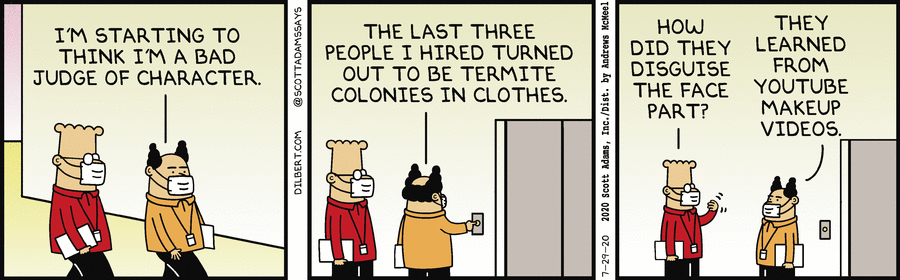 I'M STARTING TO
THINK I'M A BAD
JUDGE OF CHARACTER.
DILBERT.COM @SCOTTADAMSSAYS
THE LAST THREE
PEOPLE I HIRED TURNED
OUT TO BE TERMITE
COLONIES IN CLOTHES.
7-29-20 2020 Scott Adams, Inc./Dist. by Andrews McMeel
HOW
DID THEY
DISGUISE
THE FACE
PART?
THEY
LEARNED
FROM
YOUTUBE
MAKEUP
VIDEOS.